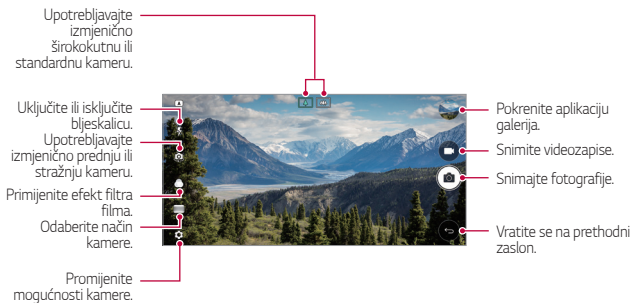 Upotrebljavajte
izmjenično
širokokutnu ili
standardnu kameru.
Uključite ili isključite
bljeskalicu.
Upotrebljavajte
izmjenično prednju ili
stražnju kameru.
Primijenite efekt filtra
filma.
Odaberite način
kamere.
Promijenite
mogućnosti kamere.
Pokrenite aplikaciju
galerija.
Snimite videozapise.
Snimajte fotografije.
Vratite se na prethodni
zaslon.